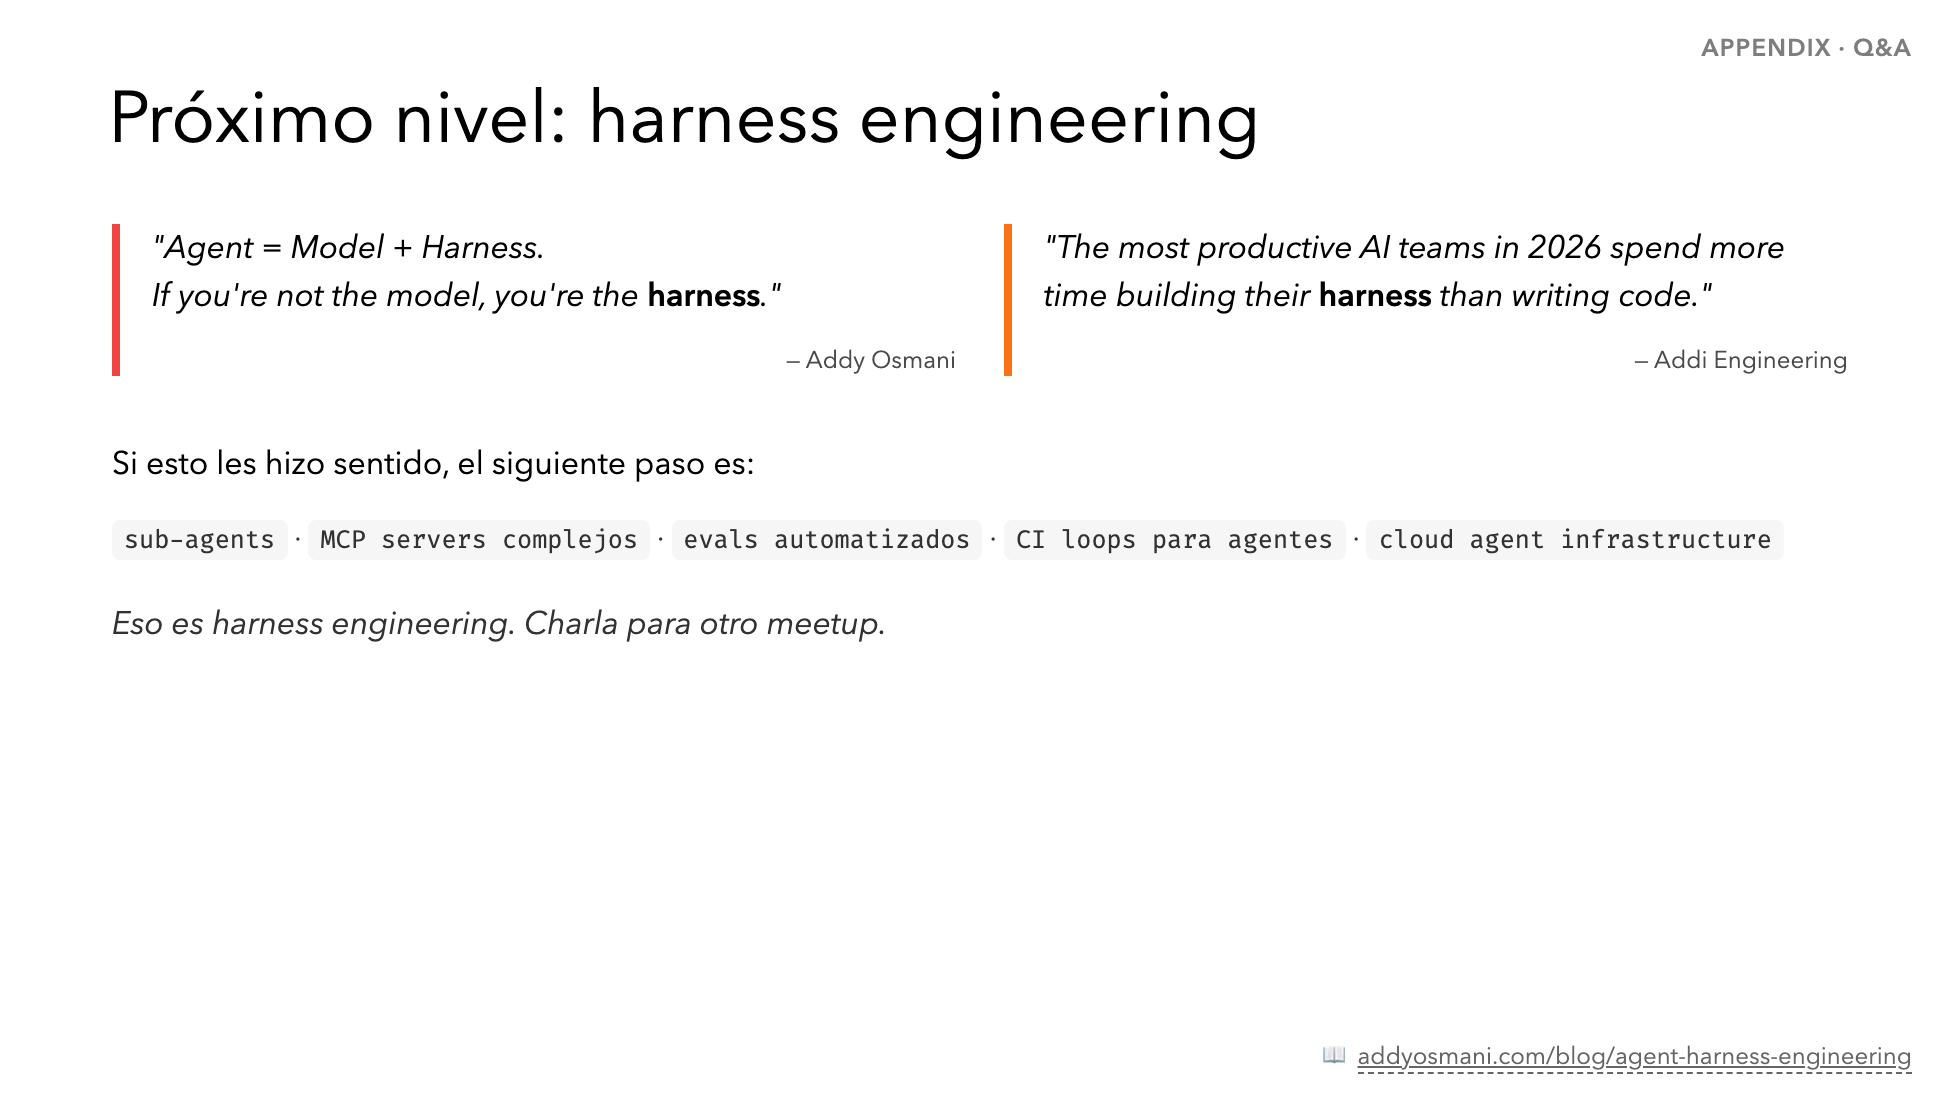 APPENDIX · Q&A
Próximo nivel: harness engineering
"Agent = Model + Harness.
If you're not the model, you're the harness."
— Addy Osmani
"The most productive AI teams in 2026 spend more
time building their harness than writing code."
— Addi Engineering
Si esto les hizo sentido, el siguiente paso es:
sub-agents · MCP servers complejos · evals automatizados · CI loops para agentes · cloud agent infrastructure
Eso es harness engineering. Charla para otro meetup.
📖 addyosmani.com/blog/agent-harness-engineering